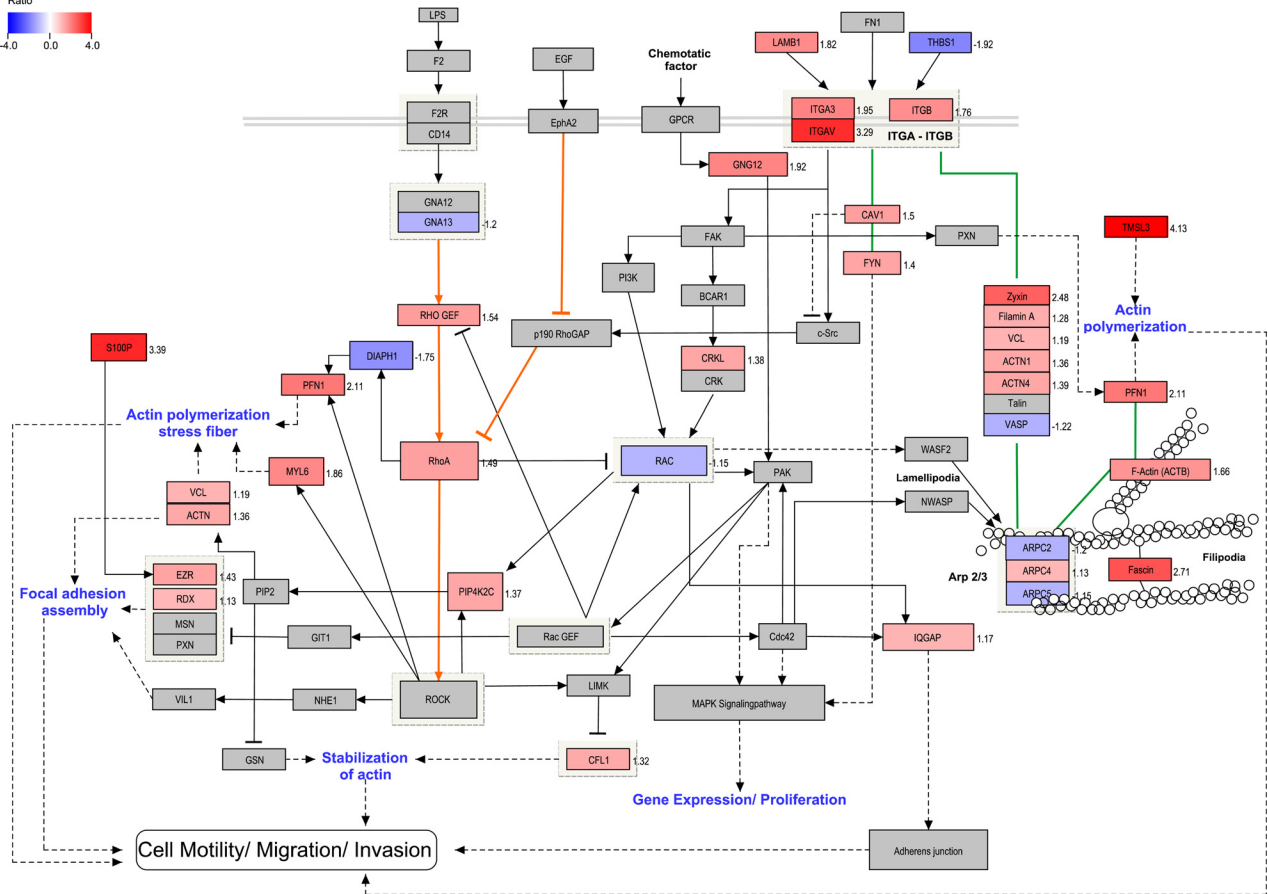 Ratio
-4.0 0.0 4.0
LPS
F2
F2R
CD14
GNA12
GNA13 -1.2
RHO GEF 1.54
EGF
EphA2
p190 RhoGAP
Chemotatic
factor
GPCR
GNG12 1.92
FAK
PI3K
BCAR1
CRKL 1.38
CRK
c-Src
PXN
LAMB1 1.82
FN1
THBS1 -1.92
ITGA3 1.95
ITGAV 3.29
ITGB 1.76
ITGA - ITGB
CAV1 1.5
FYN 1.4
TMSL3 4.13
Actin
polymerization
PFN1 2.11
Zyxin 2.48
Filamin A 1.28
VCL 1.19
ACTN1 1.36
ACTN4 1.39
Talin
VASP -1.22
F-Actin (ACTB) 1.66
S100P 3.39
DIAPH1 -1.75
PFN1 2.11
Actin polymerization
stress fiber
MYL6 1.86
VCL 1.19
ACTN 1.36
RhoA 1.49
RAC -1.15
PAK
WASF2
Lamellipodia
NWASP
Arp 2/3
ARPC2 -1.2
ARPC4 1.13
ARPC5 -1.15
Fascin 2.71
Filipodia
Focal adhesion
assembly
EZR 1.43
RDX 1.13
MSN
PXN
PIP2
PIP4K2C 1.37
GIT1
Rac GEF
Cdc42
IQGAP 1.17
VIL1
NHE1
ROCK
LIMK
MAPK Signalingpathway
GSN
Stabilization
of actin
CFL1 1.32
Gene Expression/ Proliferation
Cell Motility/ Migration/ Invasion
Adherens junction